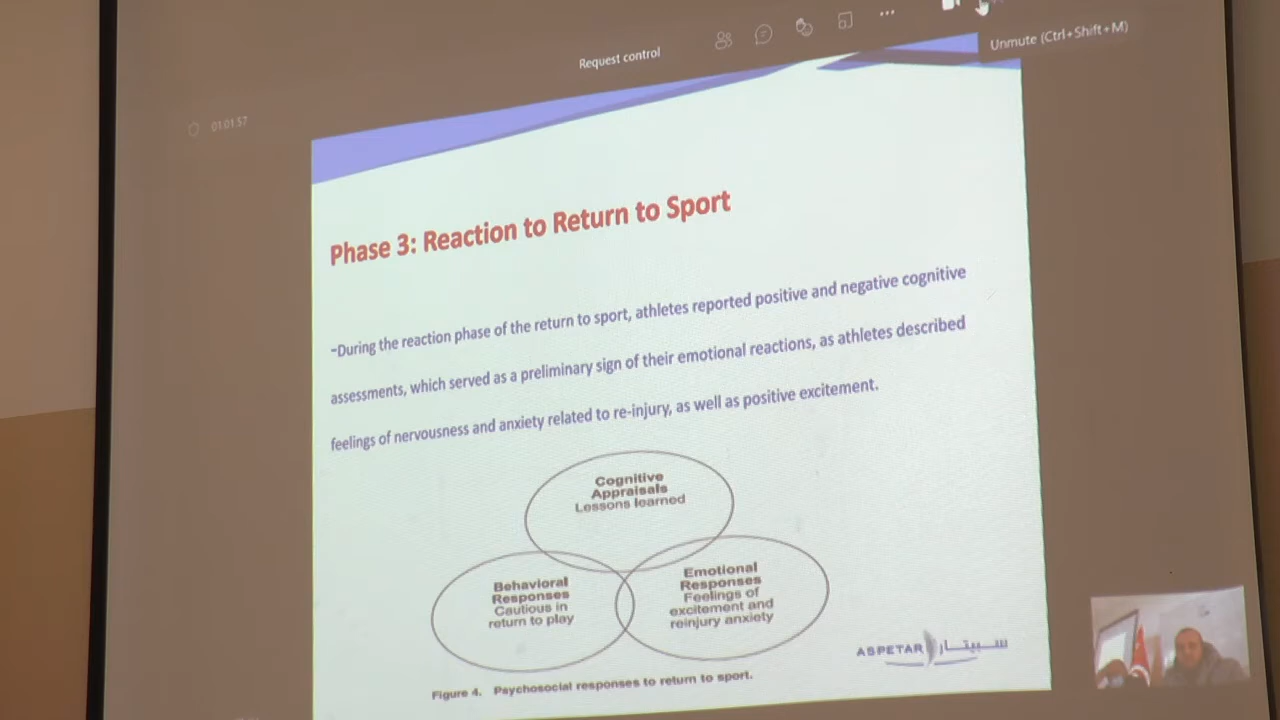 Request control
Unmute (Ctrl+Shift+M)
01:01:57
Phase 3: Reaction to Return to Sport
-During the reaction phase of the return to sport, athletes reported positive and negative cognitive
assessments, which served as a preliminary sign of their emotional reactions, as athletes described
feelings of nervousness and anxiety related to re-injury, as well as positive excitement.
Cognitive
Appraisals
Lessons learned
Behavioral
Responses
Cautious in
return to play
Emotional
Responses
Feelings of
excitement and
reinjury anxiety
ASPETAR سبيتار
Figure 4. Psychosocial responses to return to sport.